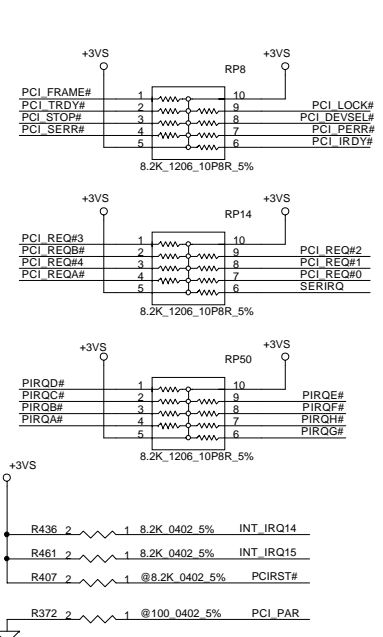 +3VS +3VS
RP8
PCI_FRAME# 1 10
PCI_TRDY# 2 9 PCI_LOCK#
PCI_STOP# 3 8 PCI_DEVSEL#
PCI_SERR# 4 7 PCI_PERR#
5 6 PCI_IRDY#
8.2K_1206_10P8R_5%
+3VS +3VS
RP14
PCI_REQ#3 1 10
PCI_REQB# 2 9 PCI_REQ#2
PCI_REQ#4 3 8 PCI_REQ#1
PCI_REQA# 4 7 PCI_REQ#0
5 6 SERIRQ
8.2K_1206_10P8R_5%
+3VS +3VS
RP50
PIRQD# 1 10
PIRQC# 2 9 PIRQE#
PIRQB# 3 8 PIRQF#
PIRQA# 4 7 PIRQH#
5 6 PIRQG#
8.2K_1206_10P8R_5%
+3VS
R436 2 1 8.2K_0402_5% INT_IRQ14
R461 2 1 8.2K_0402_5% INT_IRQ15
R407 2 1 @8.2K_0402_5% PCIRST#
R372 2 1 @100_0402_5% PCI_PAR